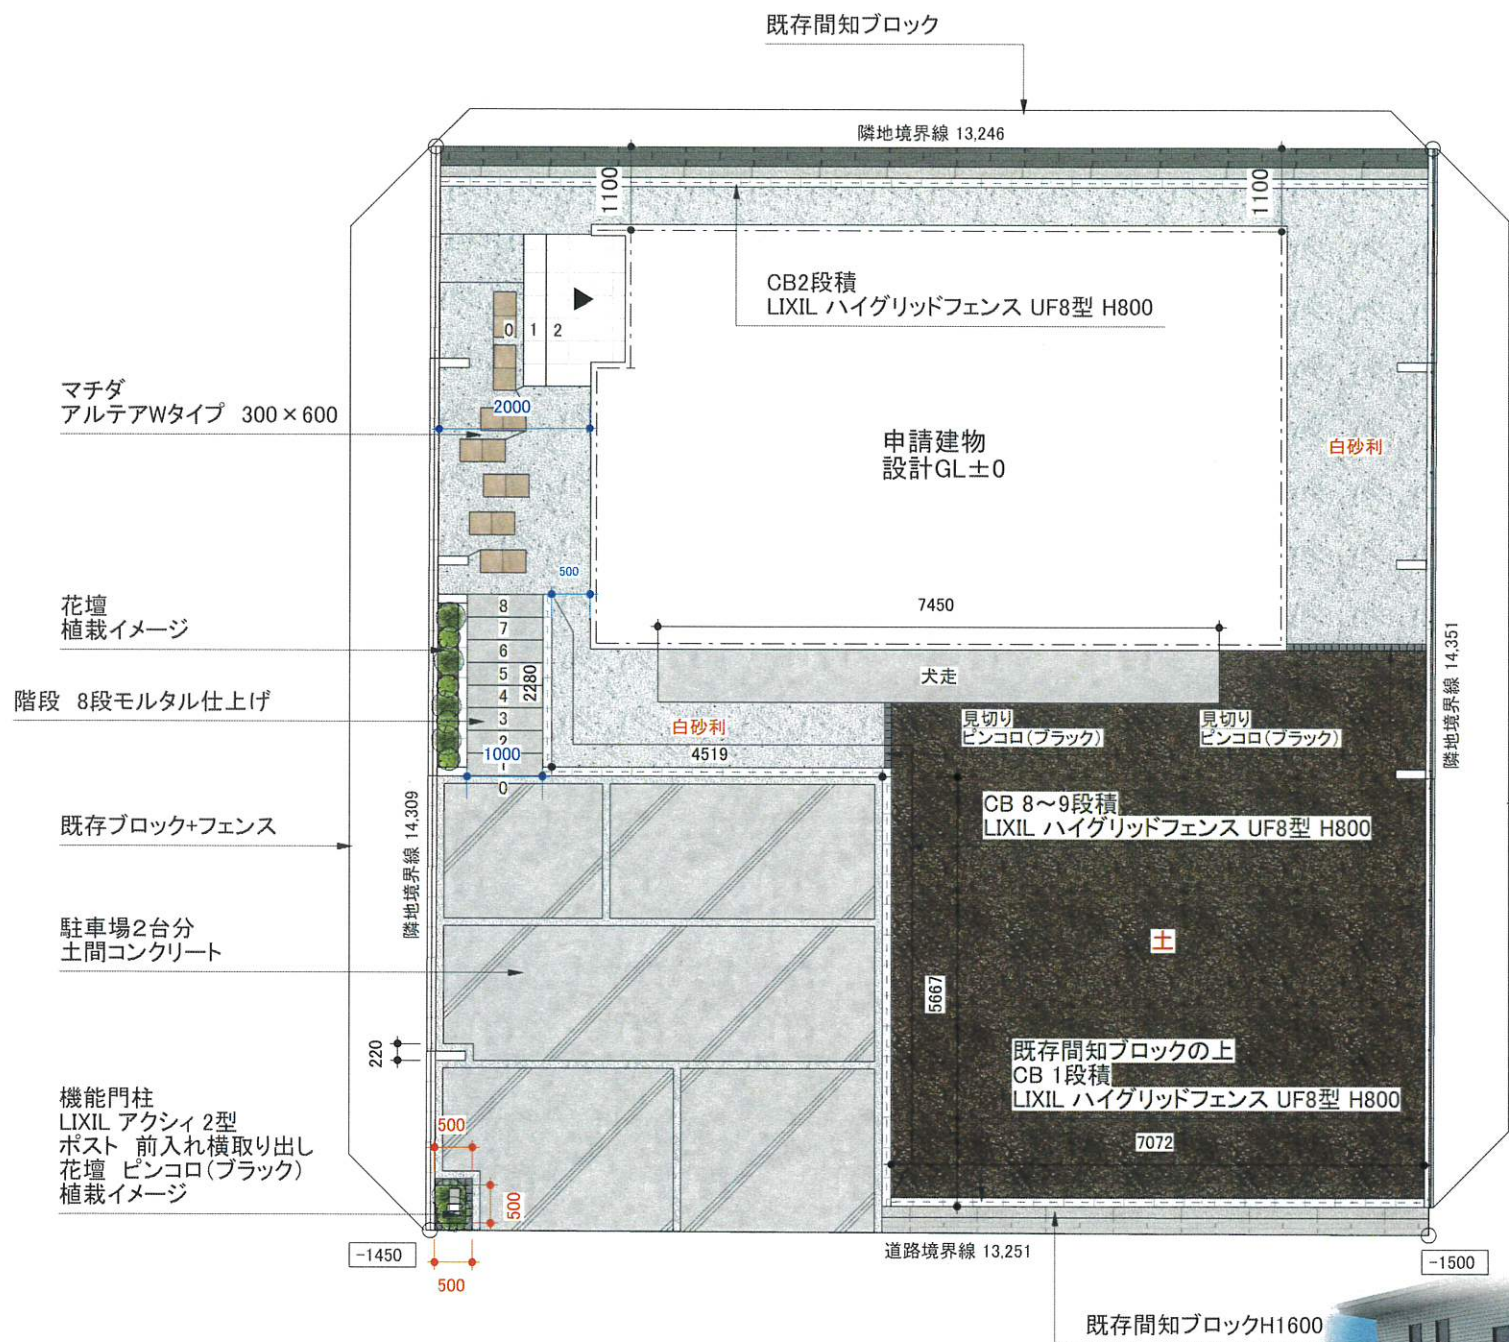 既存間知ブロック
隣地境界線 13,246
1100
1100
CB2段積
LIXIL ハイグリッドフェンス UF8型 H800
0 1 2
マチダ
アルテアWタイプ 300×600
2000
申請建物
設計GL±0
白砂利
500
花壇
植栽イメージ
8
7
6
5
4
3
2
1
0
2280
1000
7450
犬走
階段 8段モルタル仕上げ
白砂利
4519
見切り
ピンコロ(ブラック)
見切り
ピンコロ(ブラック)
隣地境界線 14,351
CB 8~9段積
LIXIL ハイグリッドフェンス UF8型 H800
既存ブロック+フェンス
隣地境界線 14,309
駐車場2台分
土間コンクリート
土
5667
220
既存間知ブロックの上
CB 1段積
LIXIL ハイグリッドフェンス UF8型 H800
7072
機能門柱
LIXIL アクシィ 2型
ポスト 前入れ横取り出し
花壇 ピンコロ(ブラック)
植栽イメージ
500
500
500
-1450
道路境界線 13,251
-1500
既存間知ブロックH1600